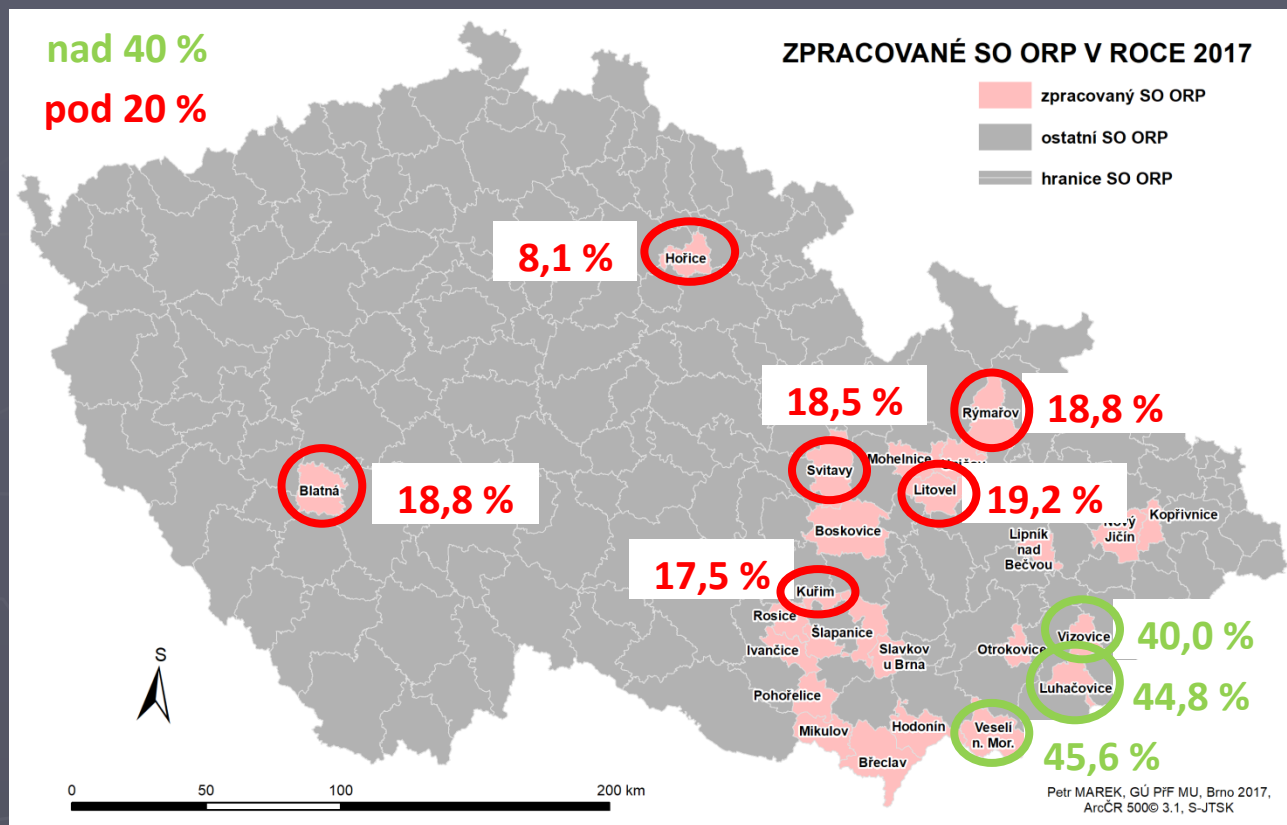 nad 40 %
pod 20 %
ZPRACOVANÉ SO ORP V ROCE 2017
zpracovaný SO ORP
ostatní SO ORP
hranice SO ORP
8,1 %
Hořice
18,5 %
Rýmařov
18,8 %
Mohelnice
Svitavy
Blatná
18,8 %
Litovel
19,2 %
Boskovice
Kopřivnice
Nový
Jičín
Lipník
nad
Bečvou
17,5 %
Kuřim
Rosice
Šlapanice
Ivančice
Slavkov
u Brna
Otrokovice
Vizovice
40,0 %
Luhačovice
44,8 %
Pohořelice
Mikulov
Hodonín
Veselí
n. Mor.
45,6 %
Břeclav
S
0 50 100 200 km
Petr MAREK, GÚ PřF MU, Brno 2017,
ArcČR 500© 3.1, S-JTSK